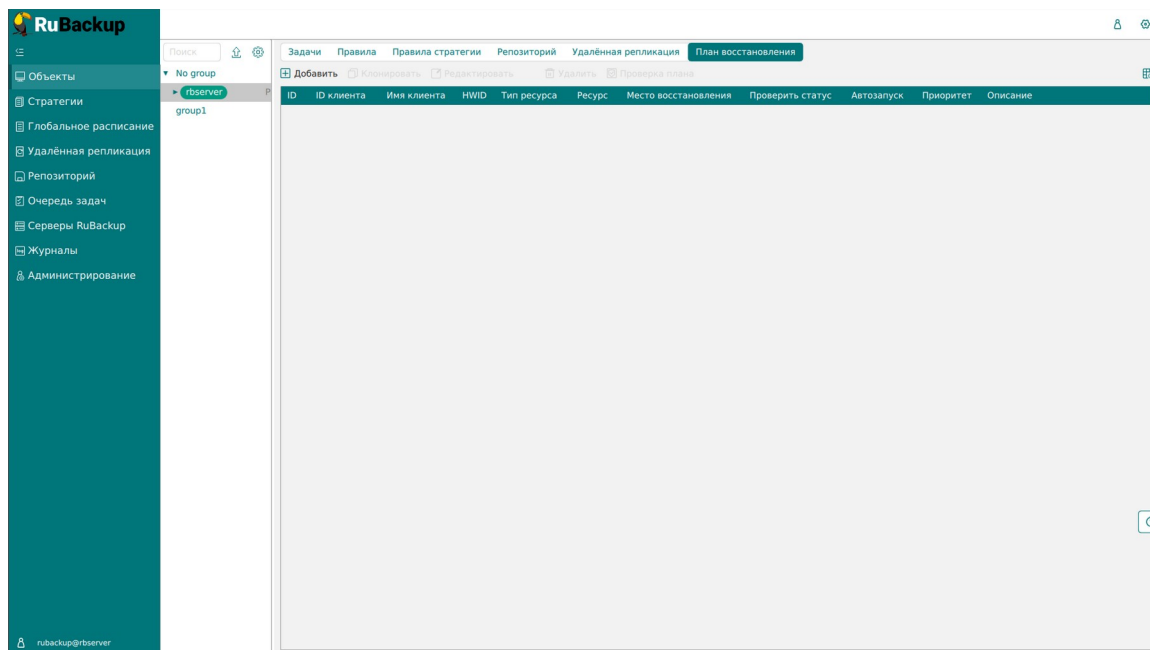 RuBackup
Объекты
Стратегии
Глобальное расписание
Удалённая репликация
Репозиторий
Очередь задач
Серверы RuBackup
Журналы
Администрирование
rubackup@rbserver
Поиск
No group
rbserver P
group1
Задачи Правила Правила стратегии Репозиторий Удалённая репликация План восстановления
Добавить Клонировать Редактировать Удалить Проверка плана
ID ID клиента Имя клиента HWID Тип ресурса Ресурс Место восстановления Проверить статус Автозапуск Приоритет Описание